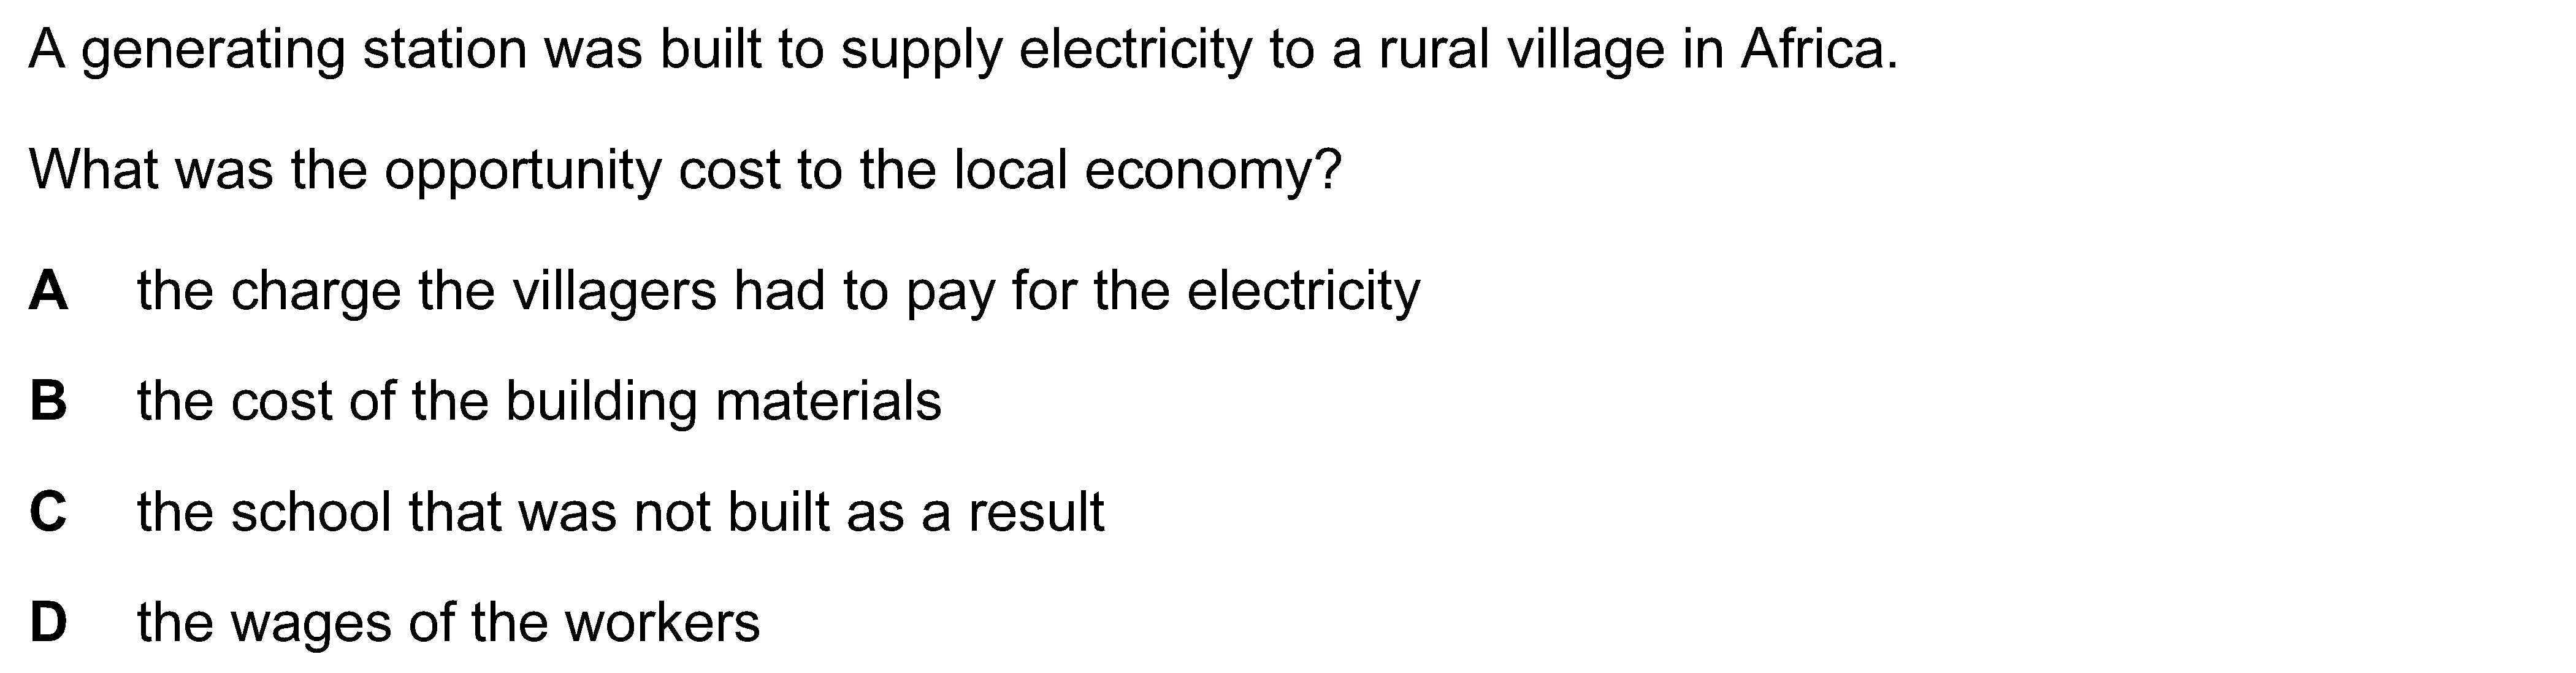 A generating station was built to supply electricity to a rural village in Africa.
What was the opportunity cost to the local economy?
A the charge the villagers had to pay for the electricity
B the cost of the building materials
C the school that was not built as a result
D the wages of the workers